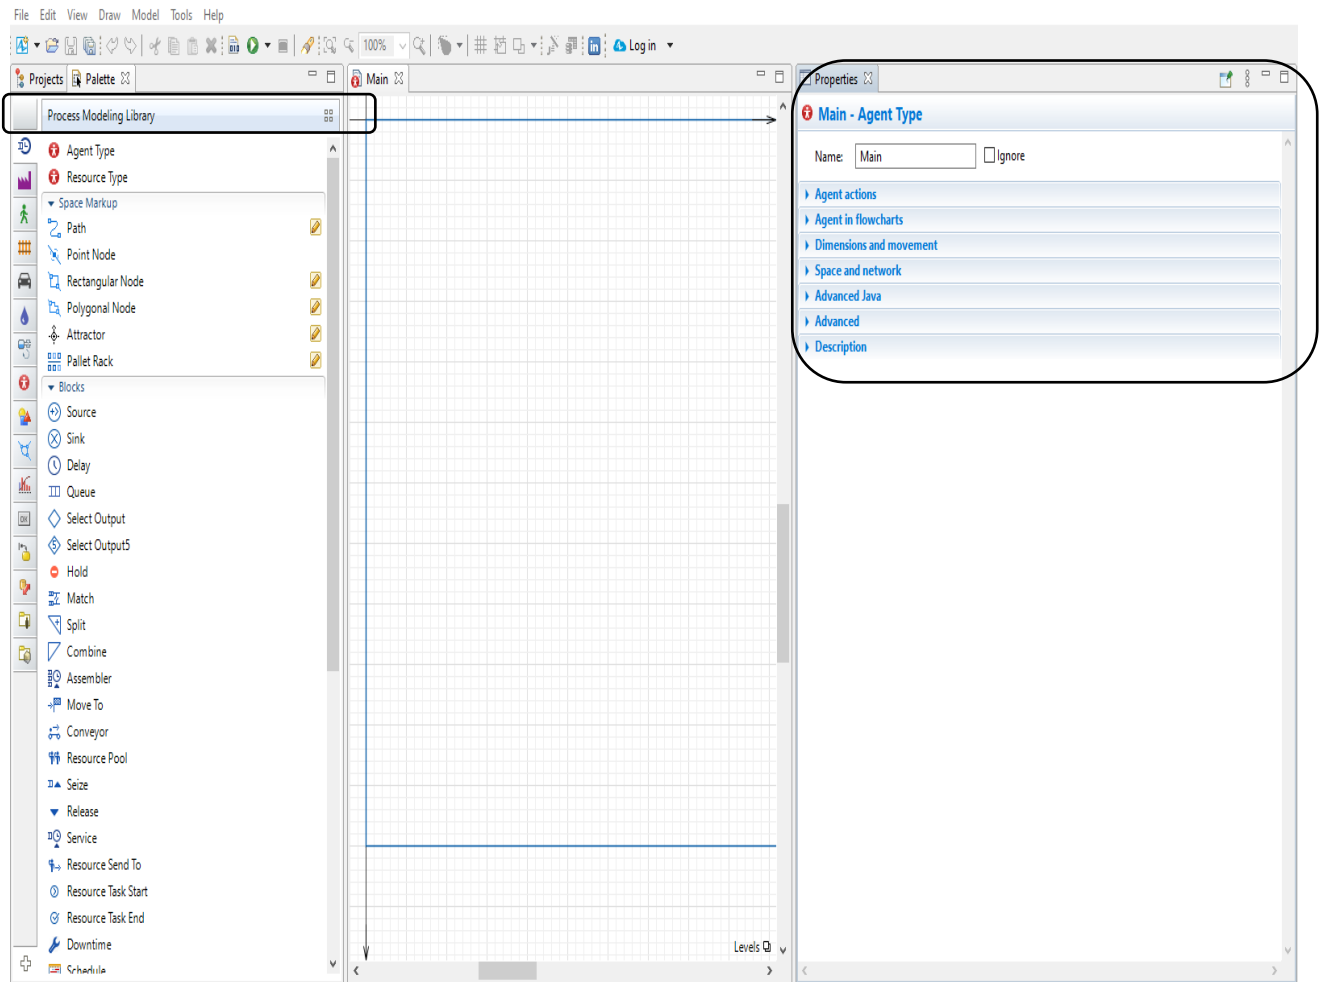 File Edit View Draw Model Tools Help
100% Log in
Projects Palette
Main
Properties
Process Modeling Library
Agent Type
Resource Type
Space Markup
Path
Point Node
Rectangular Node
Polygonal Node
Attractor
Pallet Rack
Blocks
Source
Sink
Delay
Queue
Select Output
Select Output5
Hold
Match
Split
Combine
Assembler
Move To
Conveyor
Resource Pool
Seize
Release
Service
Resource Send To
Resource Task Start
Resource Task End
Downtime
Schedule
Levels
Main - Agent Type
Name: Main Ignore
Agent actions
Agent in flowcharts
Dimensions and movement
Space and network
Advanced Java
Advanced
Description